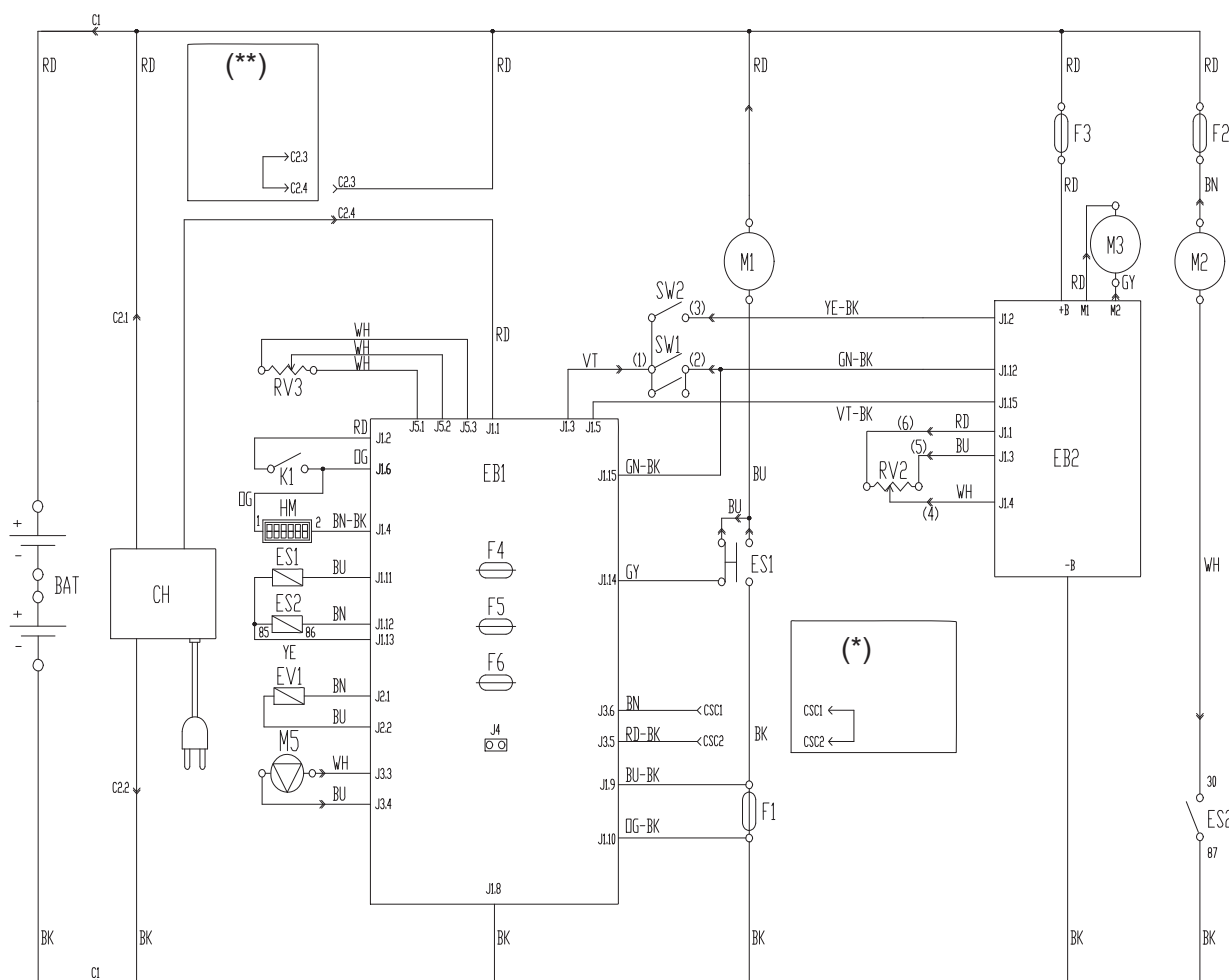 C1
RD
RD
(**)
RD
RD
RD
RD
F3
F2
C2.3
C2.4
C2.3
C2.4
RD
BN
M1
M3
M2
RD
GY
SW2
(3)
YE-BK
+B
M1
M2
J1.2
C2.1
RD
WH
WH
WH
RV3
VT
(1)
SW1
(2)
GN-BK
J1.12
J5.1
J5.2
J5.3
J1.1
J1.3
J1.5
VT-BK
J1.15
RD
J1.2
(6)
RD
J1.1
OG
J1.6
K1
EB1
GN-BK
J1.15
BU
(5)
BU
J1.3
RV2
EB2
OG
HM
1
2
BN-BK
J1.4
WH
(4)
J1.4
BU
+
-
ES1
BU
J1.11
F4
GY
J1.14
ES1
-B
WH
BAT
CH
+
-
ES2
85
86
BN
J1.12
J1.13
F5
YE
(*)
EV1
BN
J2.1
F6
BU
J2.2
J4
BN
J3.6
CSC1
RD-BK
J3.5
CSC2
CSC1
CSC2
BK
M5
WH
J3.3
BU
J3.4
C2.2
BU-BK
J1.9
F1
OG-BK
J1.10
30
ES2
87
J1.8
BK
BK
BK
BK
BK
BK
C1